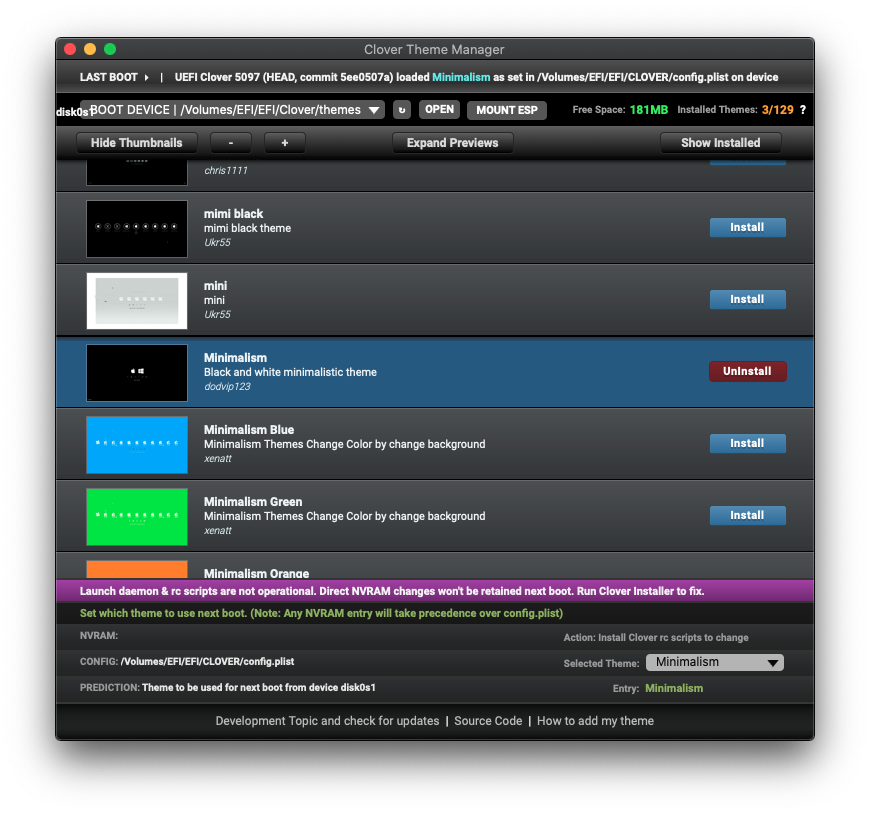 Clover Theme Manager
LAST BOOT ▸ | UEFI Clover 5097 (HEAD, commit 5ee0507a) loaded Minimalism as set in /Volumes/EFI/EFI/CLOVER/config.plist on device
disk0s1
BOOT DEVICE | /Volumes/EFI/EFI/Clover/themes ▼ ↻ OPEN MOUNT ESP Free Space: 181MB Installed Themes: 3/129 ?
Hide Thumbnails - + Expand Previews Show Installed
chris1111
mimi black
mimi black theme
Ukr55
Install
mini
mini
Ukr55
Install
Minimalism
Black and white minimalistic theme
dodvip123
UnInstall
Minimalism Blue
Minimalism Themes Change Color by change background
xenatt
Install
Minimalism Green
Minimalism Themes Change Color by change background
xenatt
Install
Minimalism Orange
Launch daemon & rc scripts are not operational. Direct NVRAM changes won't be retained next boot. Run Clover Installer to fix.
Set which theme to use next boot. (Note: Any NVRAM entry will take precedence over config.plist)
NVRAM: Action: Install Clover rc scripts to change
CONFIG: /Volumes/EFI/EFI/CLOVER/config.plist Selected Theme: Minimalism ▼
PREDICTION: Theme to be used for next boot from device disk0s1 Entry: Minimalism
Development Topic and check for updates | Source Code | How to add my theme